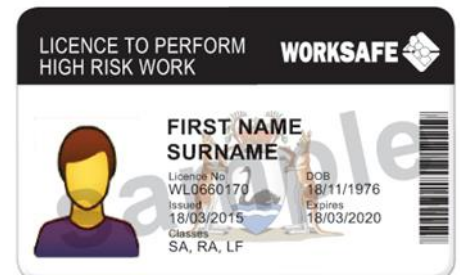 LICENCE TO PERFORM
HIGH RISK WORK
WORKSAFE
FIRST NAME
SURNAME
Licence No
WL0660170
DOB
18/11/1976
Issued
18/03/2015
Expires
18/03/2020
Classes
SA, RA, LF
sample